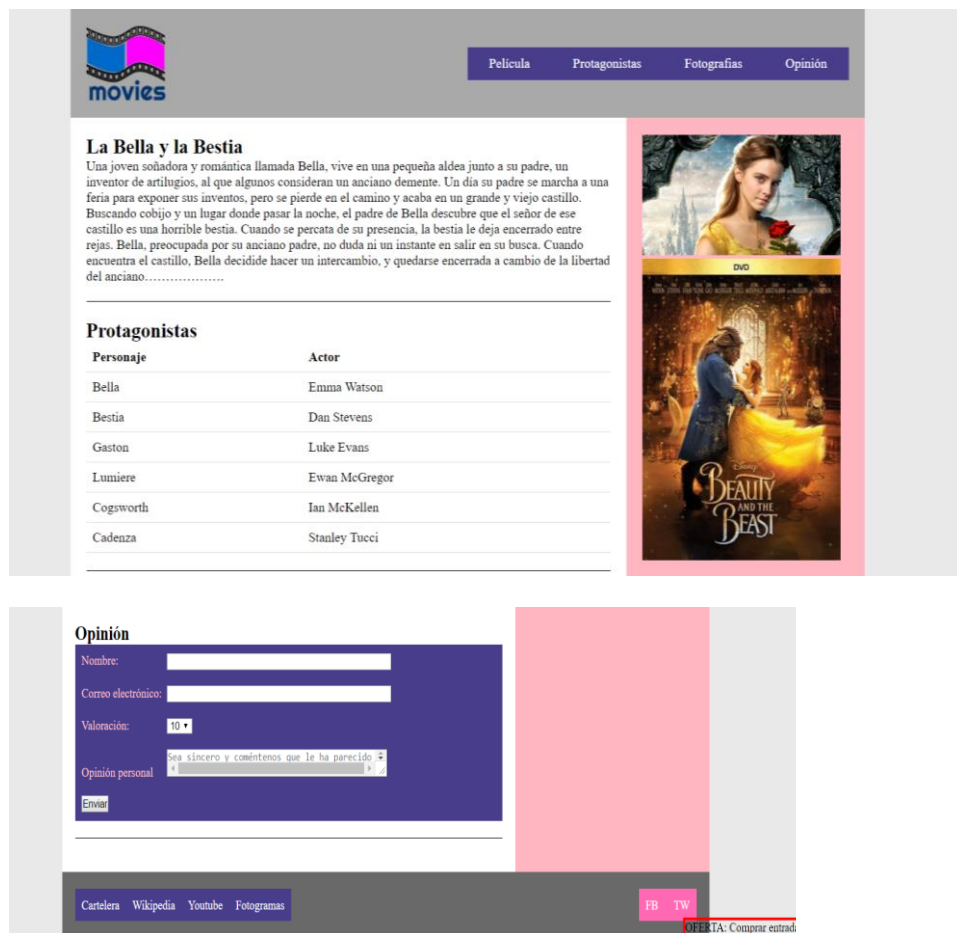 movies
Película Protagonistas Fotografias Opinión
La Bella y la Bestia
Una joven soñadora y romántica llamada Bella, vive en una pequeña aldea junto a su padre, un
inventor de artilugios, al que algunos consideran un anciano demente. Un día su padre se marcha a una
feria para exponer sus inventos, pero se pierde en el camino y acaba en un grande y viejo castillo.
Buscando cobijo y un lugar donde pasar la noche, el padre de Bella descubre que el señor de ese
castillo es una horrible bestia. Cuando se percata de su presencia, la bestia le deja encerrado entre
rejas. Bella, preocupada por su anciano padre, no duda ni un instante en salir en su busca. Cuando
encuentra el castillo, Bella decidide hacer un intercambio, y quedarse encerrada a cambio de la libertad
del anciano...................
Protagonistas
Personaje Actor
Bella Emma Watson
Bestia Dan Stevens
Gaston Luke Evans
Lumiere Ewan McGregor
Cogsworth Ian McKellen
Cadenza Stanley Tucci
DVD
Disney
BEAUTY
AND THE
BEAST
Opinión
Nombre:
Correo electrónico:
Valoración: 10
Sea sincero y coméntenos que le ha parecido
Opinión personal
Enviar
Cartelera Wikipedia Youtube Fotogramas
FB TW
OFERTA: Comprar entrada